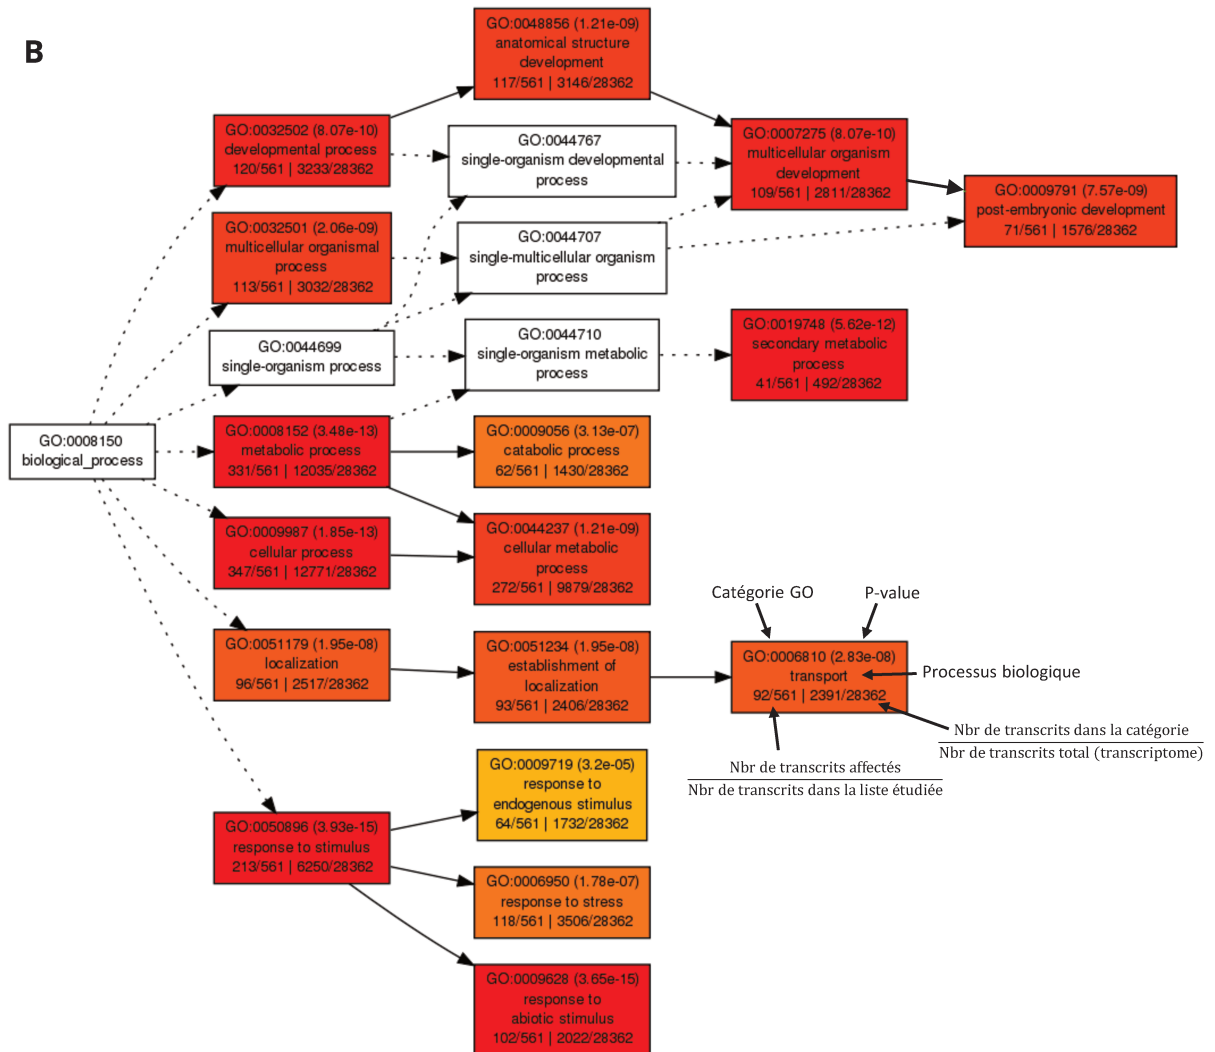 B
GO:0048856 (1.21e-09)
anatomical structure
development
117/561 | 3146/28362
GO:0032502 (8.07e-10)
developmental process
120/561 | 3233/28362
GO:0044767
single-organism developmental
process
GO:0007275 (8.07e-10)
multicellular organism
development
109/561 | 2811/28362
GO:0009791 (7.57e-09)
post-embryonic development
71/561 | 1576/28362
GO:0032501 (2.06e-09)
multicellular organismal
process
113/561 | 3032/28362
GO:0044707
single-multicellular organism
process
GO:0044699
single-organism process
GO:0044710
single-organism metabolic
process
GO:0019748 (5.62e-12)
secondary metabolic
process
41/561 | 492/28362
GO:0008150
biological_process
GO:0008152 (3.48e-13)
metabolic process
331/561 | 12035/28362
GO:0009056 (3.13e-07)
catabolic process
62/561 | 1430/28362
GO:0009987 (1.85e-13)
cellular process
347/561 | 12771/28362
GO:0044237 (1.21e-09)
cellular metabolic
process
272/561 | 9879/28362
GO:0051179 (1.95e-08)
localization
96/561 | 2517/28362
GO:0051234 (1.95e-08)
establishment of
localization
93/561 | 2406/28362
Catégorie GO
P-value
GO:0006810 (2.83e-08)
transport
92/561 | 2391/28362
Processus biologique
Nbr de transcrits dans la catégorie
Nbr de transcrits total (transcriptome)
Nbr de transcrits affectés
Nbr de transcrits dans la liste étudiée
GO:0009719 (3.2e-05)
response to
endogenous stimulus
64/561 | 1732/28362
GO:0050896 (3.93e-15)
response to stimulus
213/561 | 6250/28362
GO:0006950 (1.78e-07)
response to stress
118/561 | 3506/28362
GO:0009628 (3.65e-15)
response to
abiotic stimulus
102/561 | 2022/28362